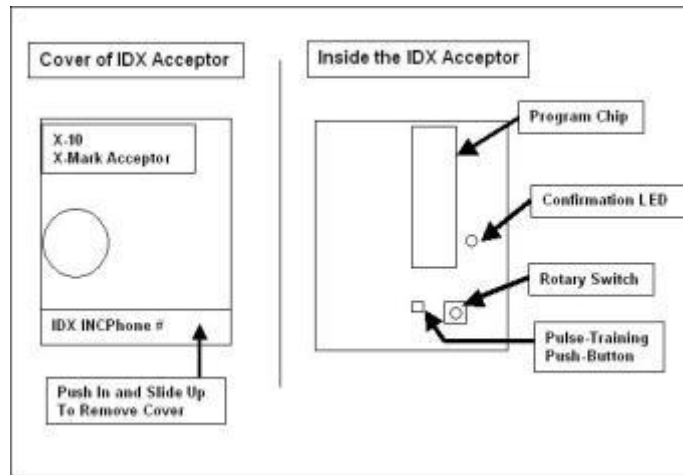 Cover of IDX Acceptor
X-10
X-Mark Acceptor
IDX INCPhone #
Push In and Slide Up
To Remove Cover
Inside the IDX Acceptor
Program Chip
Confirmation LED
Rotary Switch
Pulse-Training
Push-Button